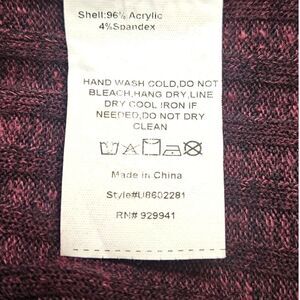 Shell:96% Acrylic
4%Spandex
HAND WASH COLD,DO NOT
BLEACH,HANG DRY,LINE
DRY COOL IRON IF
NEEDED,DO NOT DRY
CLEAN
Made in China
Style#U8602281
RN# 929941